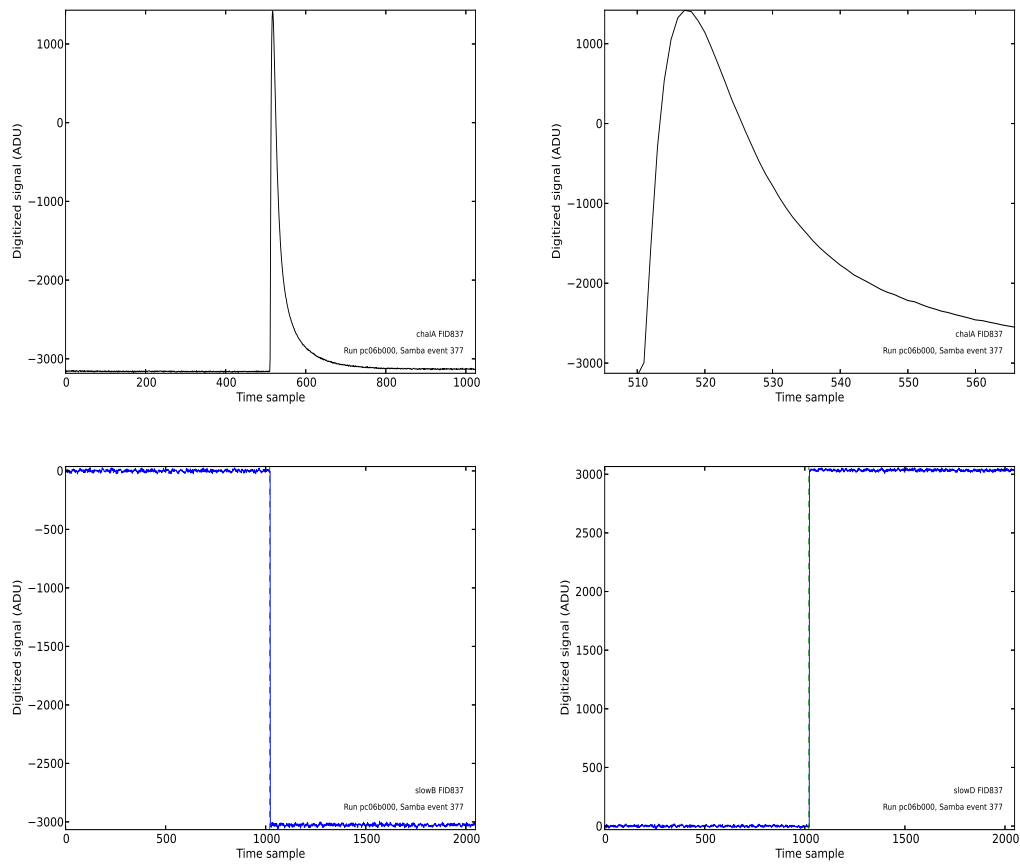 1000
0
−1000
−2000
−3000
Digitized signal (ADU)
chalA FID837
Run pc06b000, Samba event 377
0 200 400 600 800 1000
Time sample
1000
0
−1000
−2000
−3000
Digitized signal (ADU)
chalA FID837
Run pc06b000, Samba event 377
510 520 530 540 550 560
Time sample
0
−500
−1000
−1500
−2000
−2500
−3000
Digitized signal (ADU)
slowB FID837
Run pc06b000, Samba event 377
0 500 1000 1500 2000
Time sample
3000
2500
2000
1500
1000
500
0
Digitized signal (ADU)
slowD FID837
Run pc06b000, Samba event 377
0 500 1000 1500 2000
Time sample